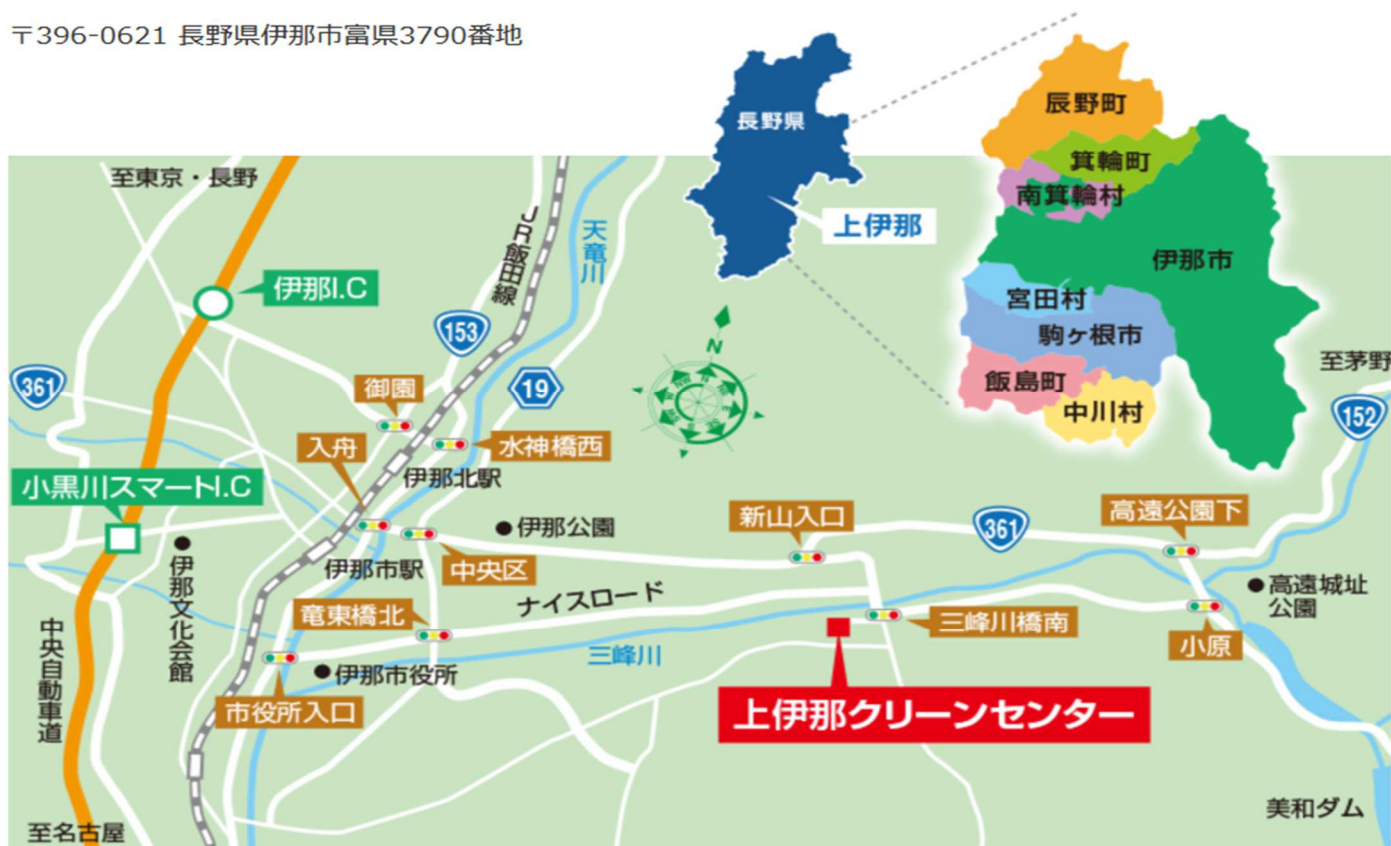 〒396-0621 長野県伊那市富県3790番地
長野県
上伊那
辰野町
箕輪町
南箕輪村
伊那市
宮田村
駒ヶ根市
飯島町
中川村
至東京・長野
伊那I.C
JR飯田線
天竜川
153
361
19
N
至茅野
152
御園
入舟
水神橋西
伊那北駅
小黒川スマートI.C
伊那公園
新山入口
361
高遠公園下
伊那文化会館
伊那市駅
中央区
ナイスロード
高遠城址
公園
竜東橋北
三峰川橋南
小原
中央自動車道
伊那市役所
三峰川
市役所入口
上伊那クリーンセンター
美和ダム
至名古屋